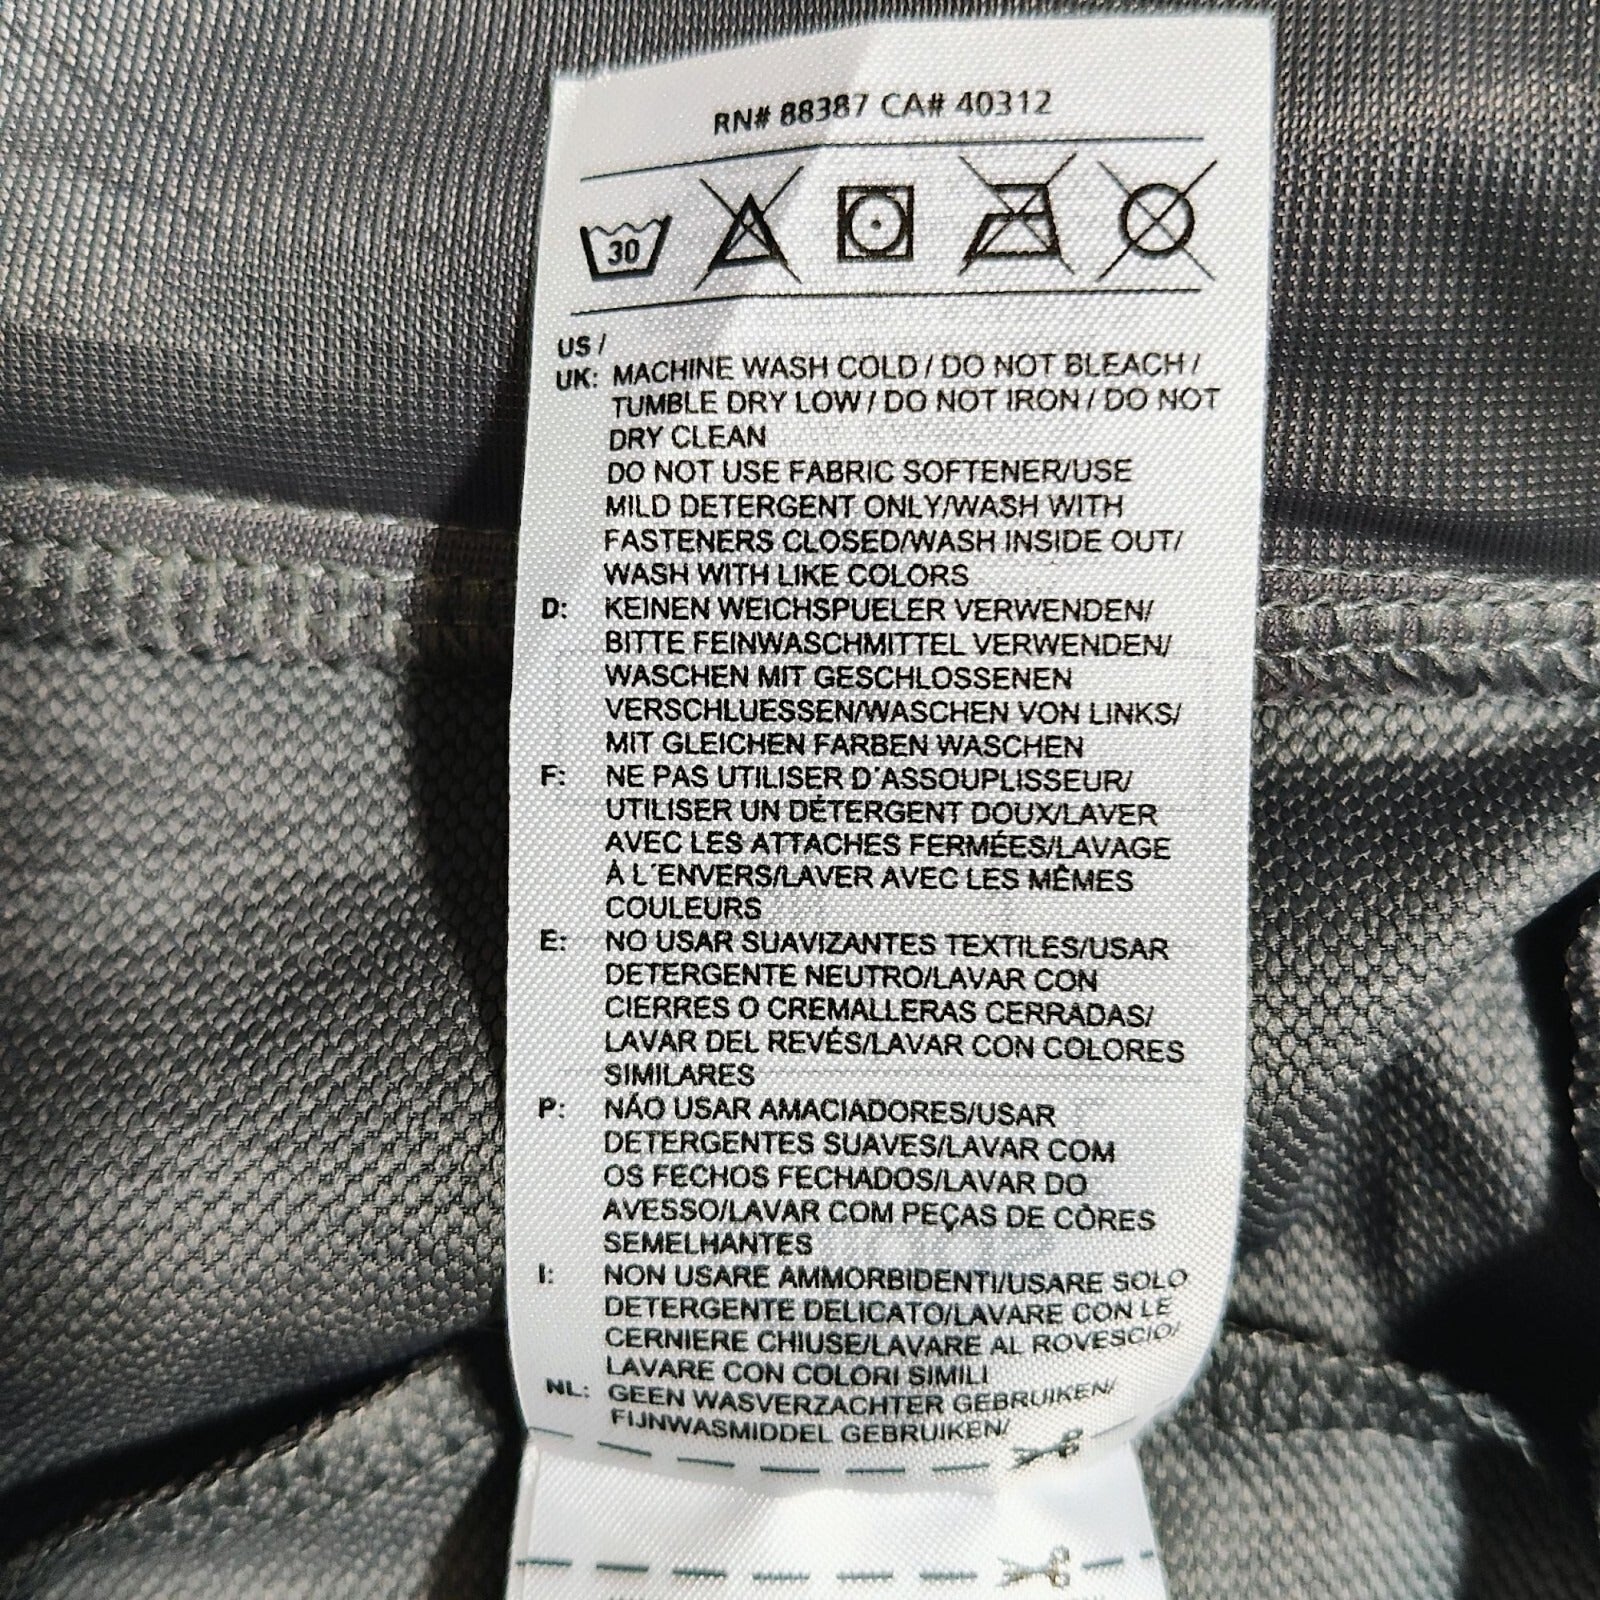 RN# 88387 CA# 40312
30
US /
UK: MACHINE WASH COLD / DO NOT BLEACH /
TUMBLE DRY LOW / DO NOT IRON / DO NOT
DRY CLEAN
DO NOT USE FABRIC SOFTENER/USE
MILD DETERGENT ONLY/WASH WITH
FASTENERS CLOSED/WASH INSIDE OUT/
WASH WITH LIKE COLORS
D: KEINEN WEICHSPUELER VERWENDEN/
BITTE FEINWASCHMITTEL VERWENDEN/
WASCHEN MIT GESCHLOSSENEN
VERSCHLUESSEN/WASCHEN VON LINKS/
MIT GLEICHEN FARBEN WASCHEN
F: NE PAS UTILISER D´ASSOUPLISSEUR/
UTILISER UN DÉTERGENT DOUX/LAVER
AVEC LES ATTACHES FERMÉES/LAVAGE
À L´ENVERS/LAVER AVEC LES MÊMES
COULEURS
E: NO USAR SUAVIZANTES TEXTILES/USAR
DETERGENTE NEUTRO/LAVAR CON
CIERRES O CREMALLERAS CERRADAS/
LAVAR DEL REVÉS/LAVAR CON COLORES
SIMILARES
P: NÃO USAR AMACIADORES/USAR
DETERGENTES SUAVES/LAVAR COM
OS FECHOS FECHADOS/LAVAR DO
AVESSO/LAVAR COM PEÇAS DE CÔRES
SEMELHANTES
I: NON USARE AMMORBIDENTI/USARE SOLO
DETERGENTE DELICATO/LAVARE CON LE
CERNIERE CHIUSE/LAVARE AL ROVESCIO/
LAVARE CON COLORI SIMILI
NL: GEEN WASVERZACHTER GEBRUIKEN/
FIJNWASMIDDEL GEBRUIKEN/